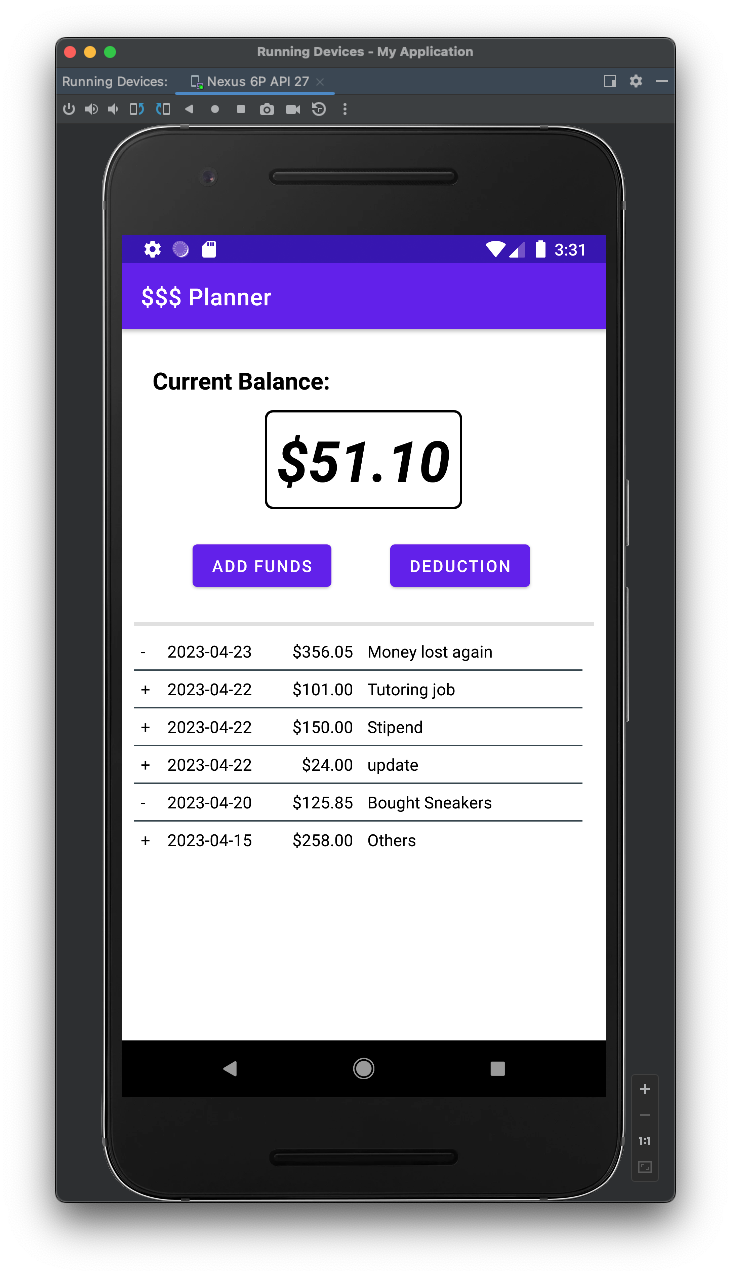 Running Devices - My Application
Running Devices: Nexus 6P API 27
3:31
$$$ Planner
Current Balance:
$51.10
ADD FUNDS DEDUCTION
- 2023-04-23 $356.05 Money lost again
+ 2023-04-22 $101.00 Tutoring job
+ 2023-04-22 $150.00 Stipend
+ 2023-04-22 $24.00 update
- 2023-04-20 $125.85 Bought Sneakers
+ 2023-04-15 $258.00 Others
1:1